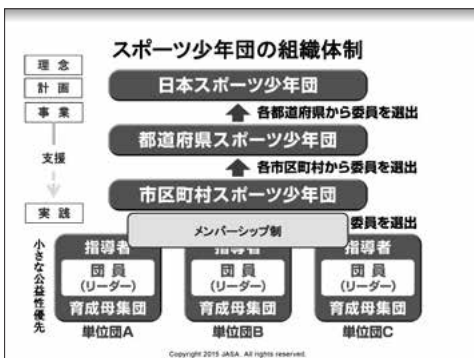 スポーツ少年団の組織体制
理 念
計 画
事 業
支援
実 践
小さな公益性優先
日本スポーツ少年団
各都道府県から委員を選出
都道府県スポーツ少年団
各市区町村から委員を選出
市区町村スポーツ少年団
委員を選出
メンバーシップ制
指導者
団員
(リーダー)
育成母集団
単位団A
指導者
団員
(リーダー)
育成母集団
単位団B
指導者
団員
(リーダー)
育成母集団
単位団C
Copyright 2015 JASA. All rights reserved.